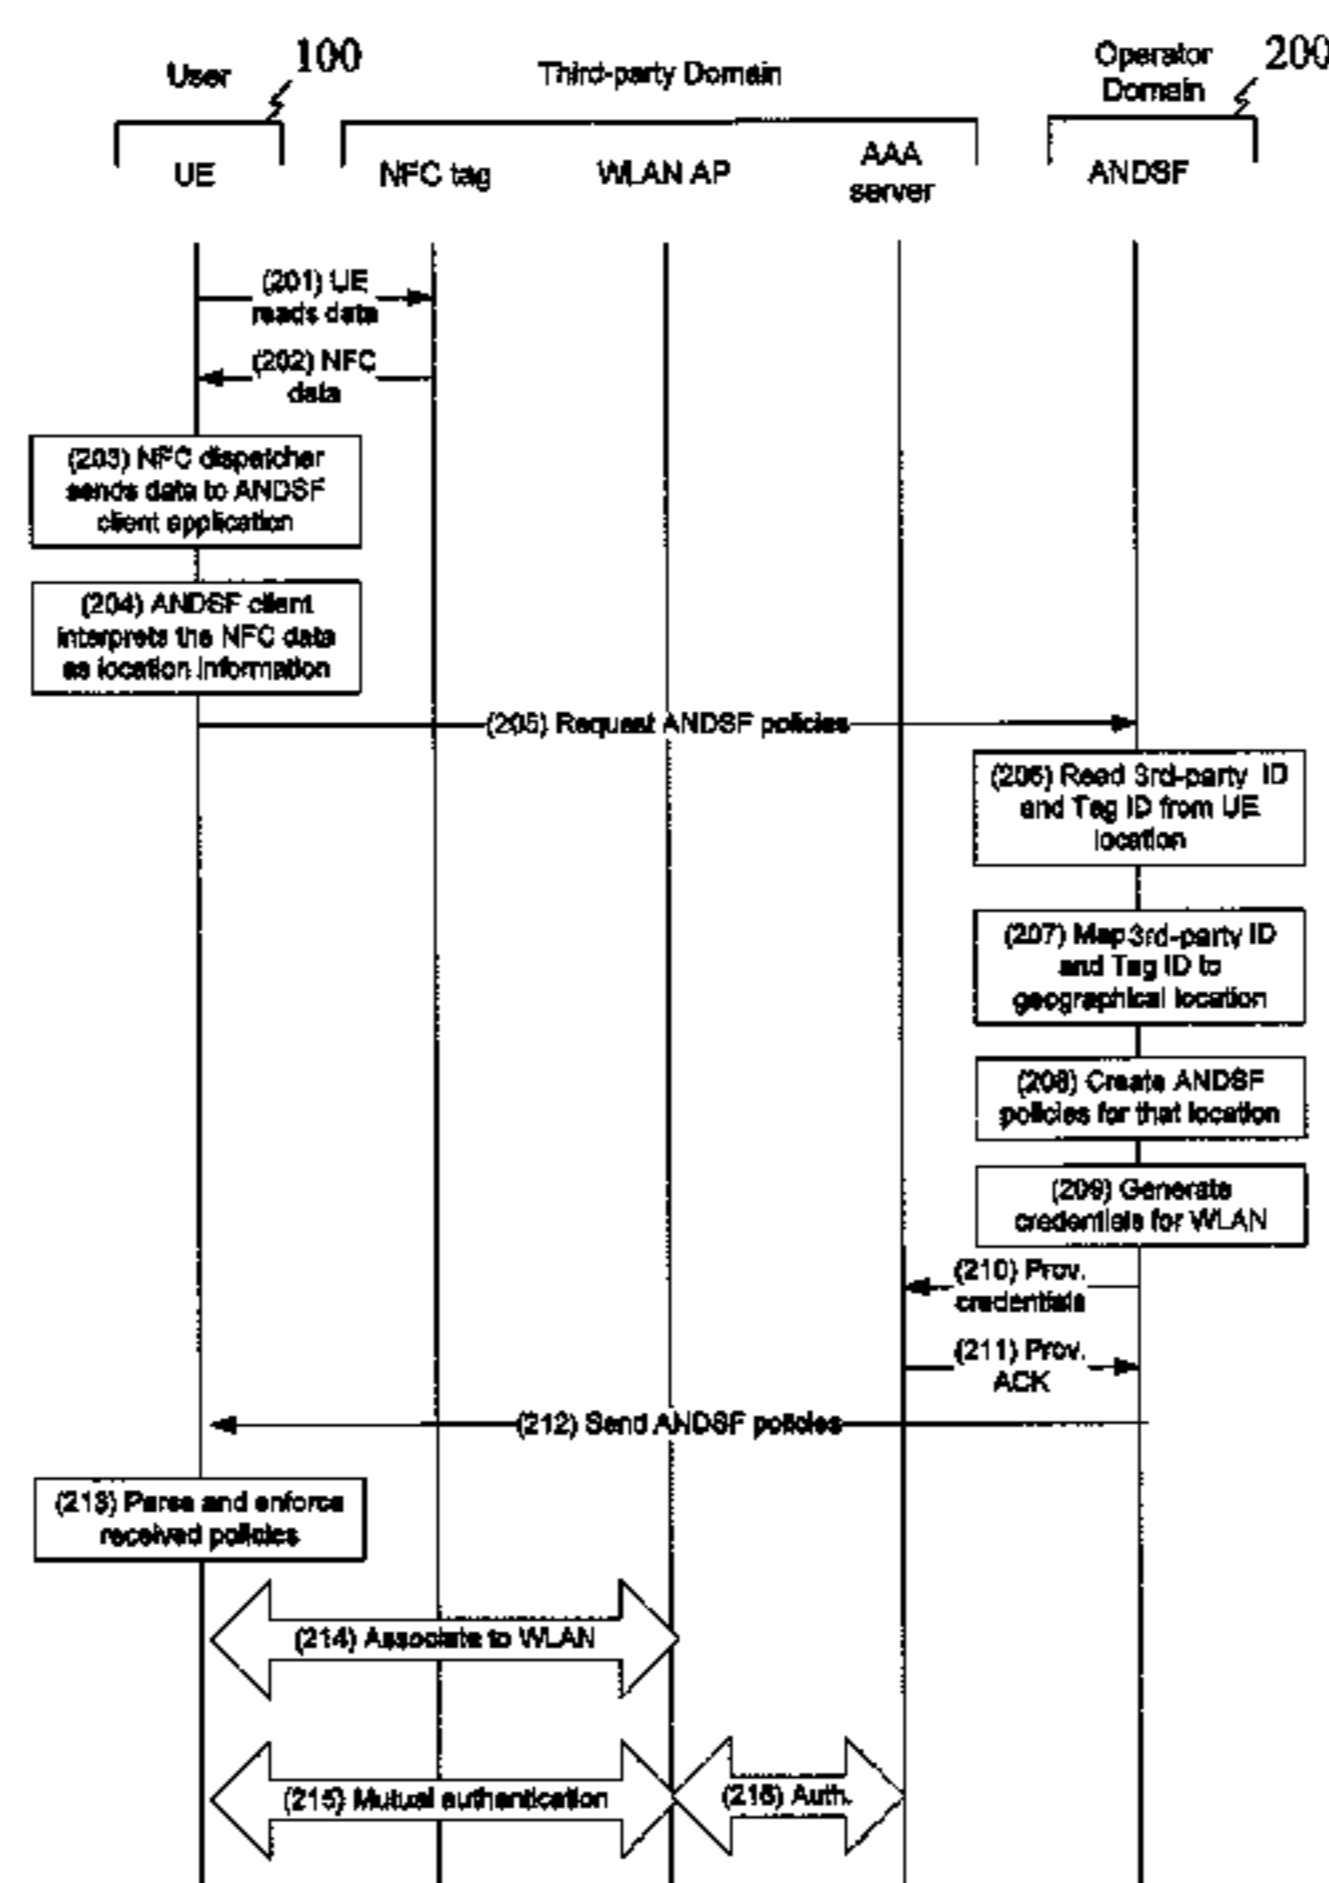 User
100
Third-party Domain
Operator
Domain
200
UE
NFC tag
WLAN AP
AAA
server
ANDSF
(201) UE
reads data
(202) NFC
data
(203) NFC dispatcher
sends data to ANDSF
client application
(204) ANDSF client
interprets the NFC data
as location information
(205) Request ANDSF policies
(206) Read 3rd-party ID
and Tag ID from UE
location
(207) Map 3rd-party ID
and Tag ID to
geographical location
(208) Create ANDSF
policies for that location
(209) Generate
credentials for WLAN
(210) Prov.
credentials
(211) Prov.
ACK
(212) Send ANDSF policies
(213) Parse and enforce
received policies
(214) Associate to WLAN
(215) Mutual authentication
(216) Auth.